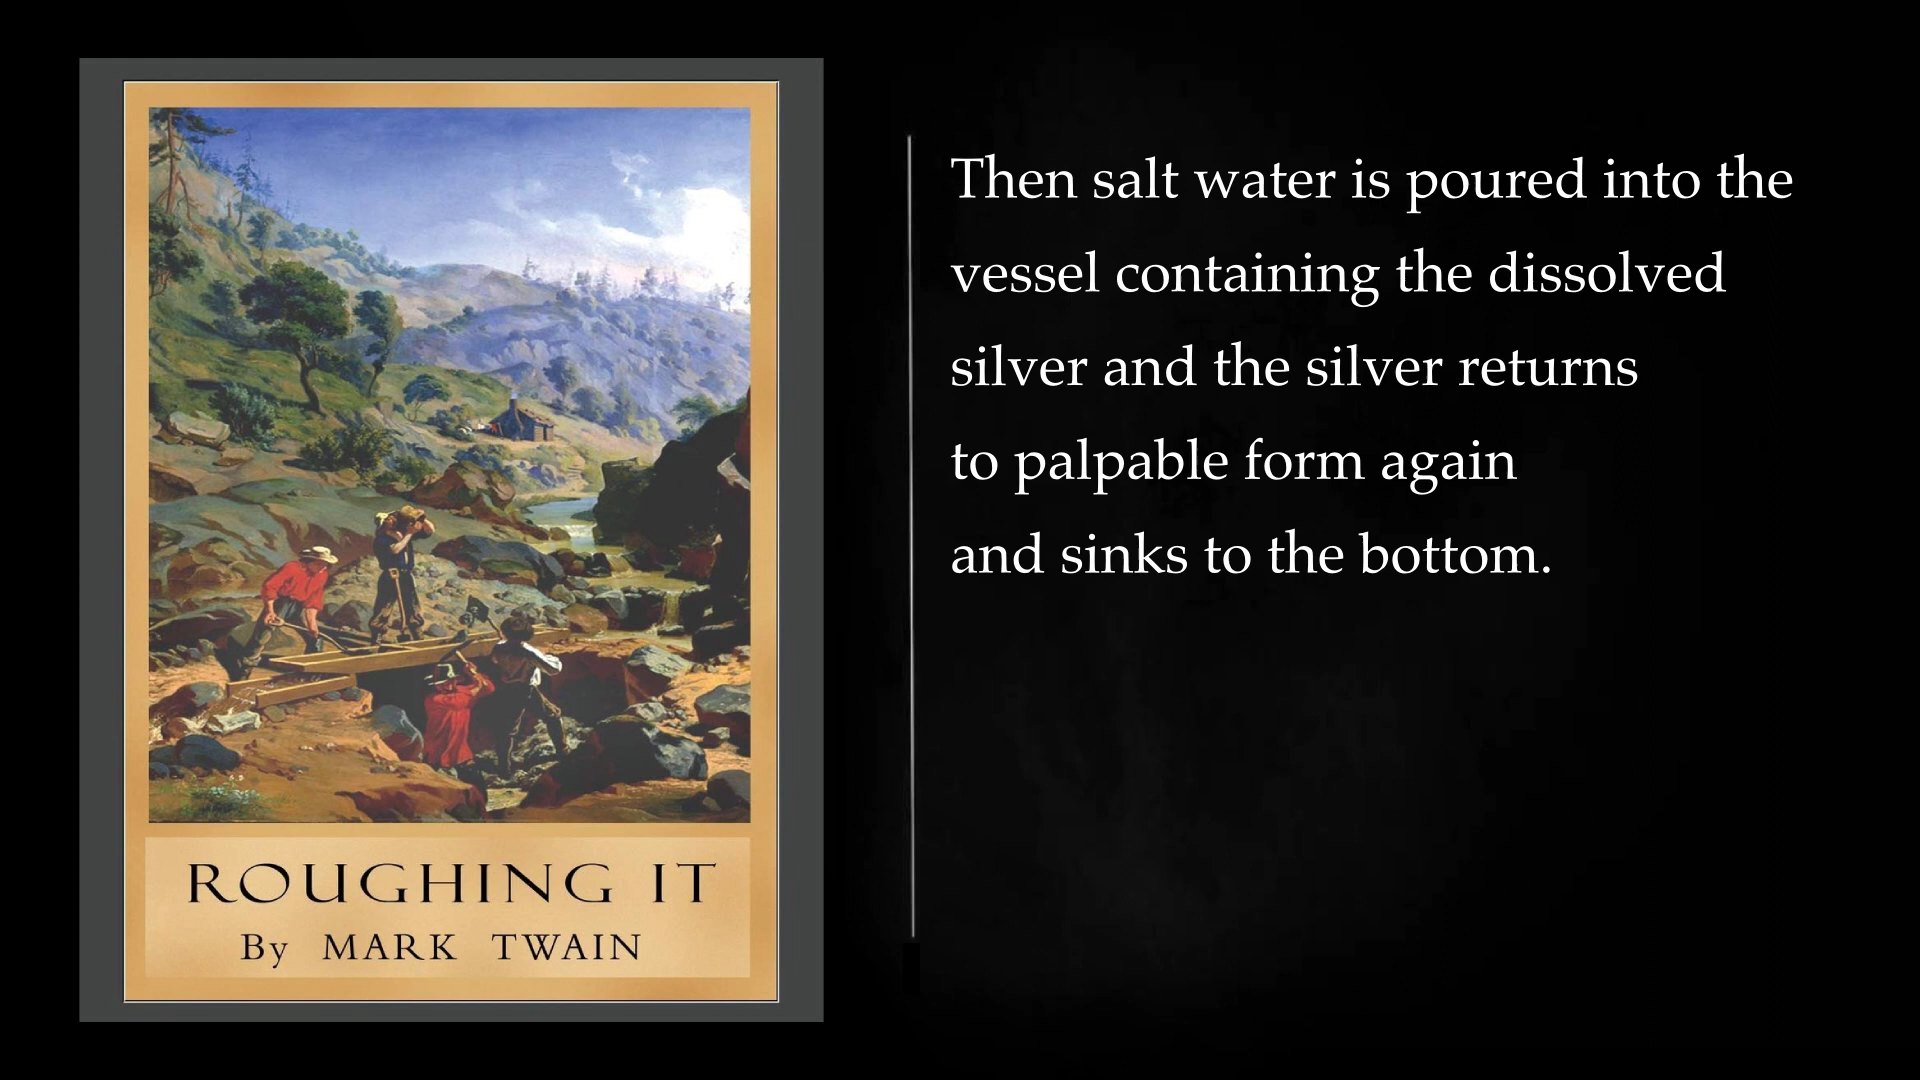 ROUGHING IT
By MARK TWAIN
Then salt water is poured into the
vessel containing the dissolved
silver and the silver returns
to palpable form again
and sinks to the bottom.